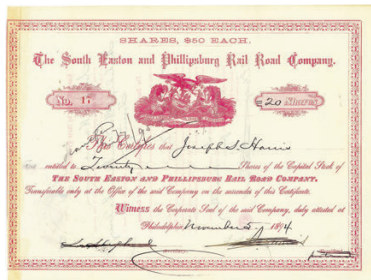 SHARES, $50 EACH.
The South Easton and Phillipsburg Rail Road Company.
No. 17
20 Shares
This Certifies that Joseph S. Harris
entitled to Twenty Shares of the Capital Stock of
THE SOUTH EASTON AND PHILLIPSBURG RAIL ROAD COMPANY.
Transferable only at the Office of the said Company on the surrender of this Certificate.
Witness the Corporate Seal of the said Company, duly attested at
Philadelphia November 5 1894